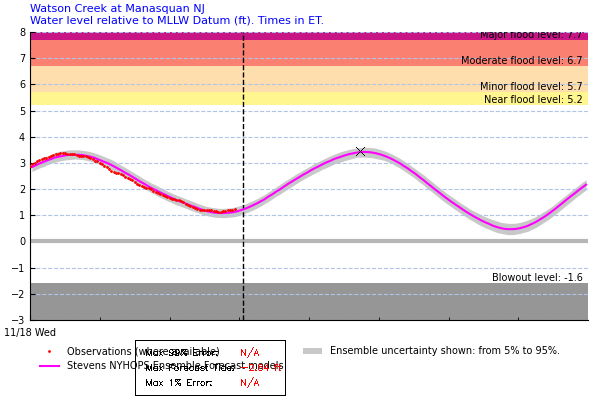 Watson Creek at Manasquan NJ
Water level relative to MLLW Datum (ft). Times in ET.
8
Major flood level: 7.7
7
Moderate flood level: 6.7
6
Minor flood level: 5.7
Near flood level: 5.2
5
4
3
2
1
0
−1
Blowout level: -1.6
−2
−3
11/18 Wed
Observations (where available)
Stevens NYHOPS Ensemble Forecast models
Ensemble uncertainty shown: from 5% to 95%.
Error: N/A
Max Forecast Tide: ft
Max 1% Error: N/A